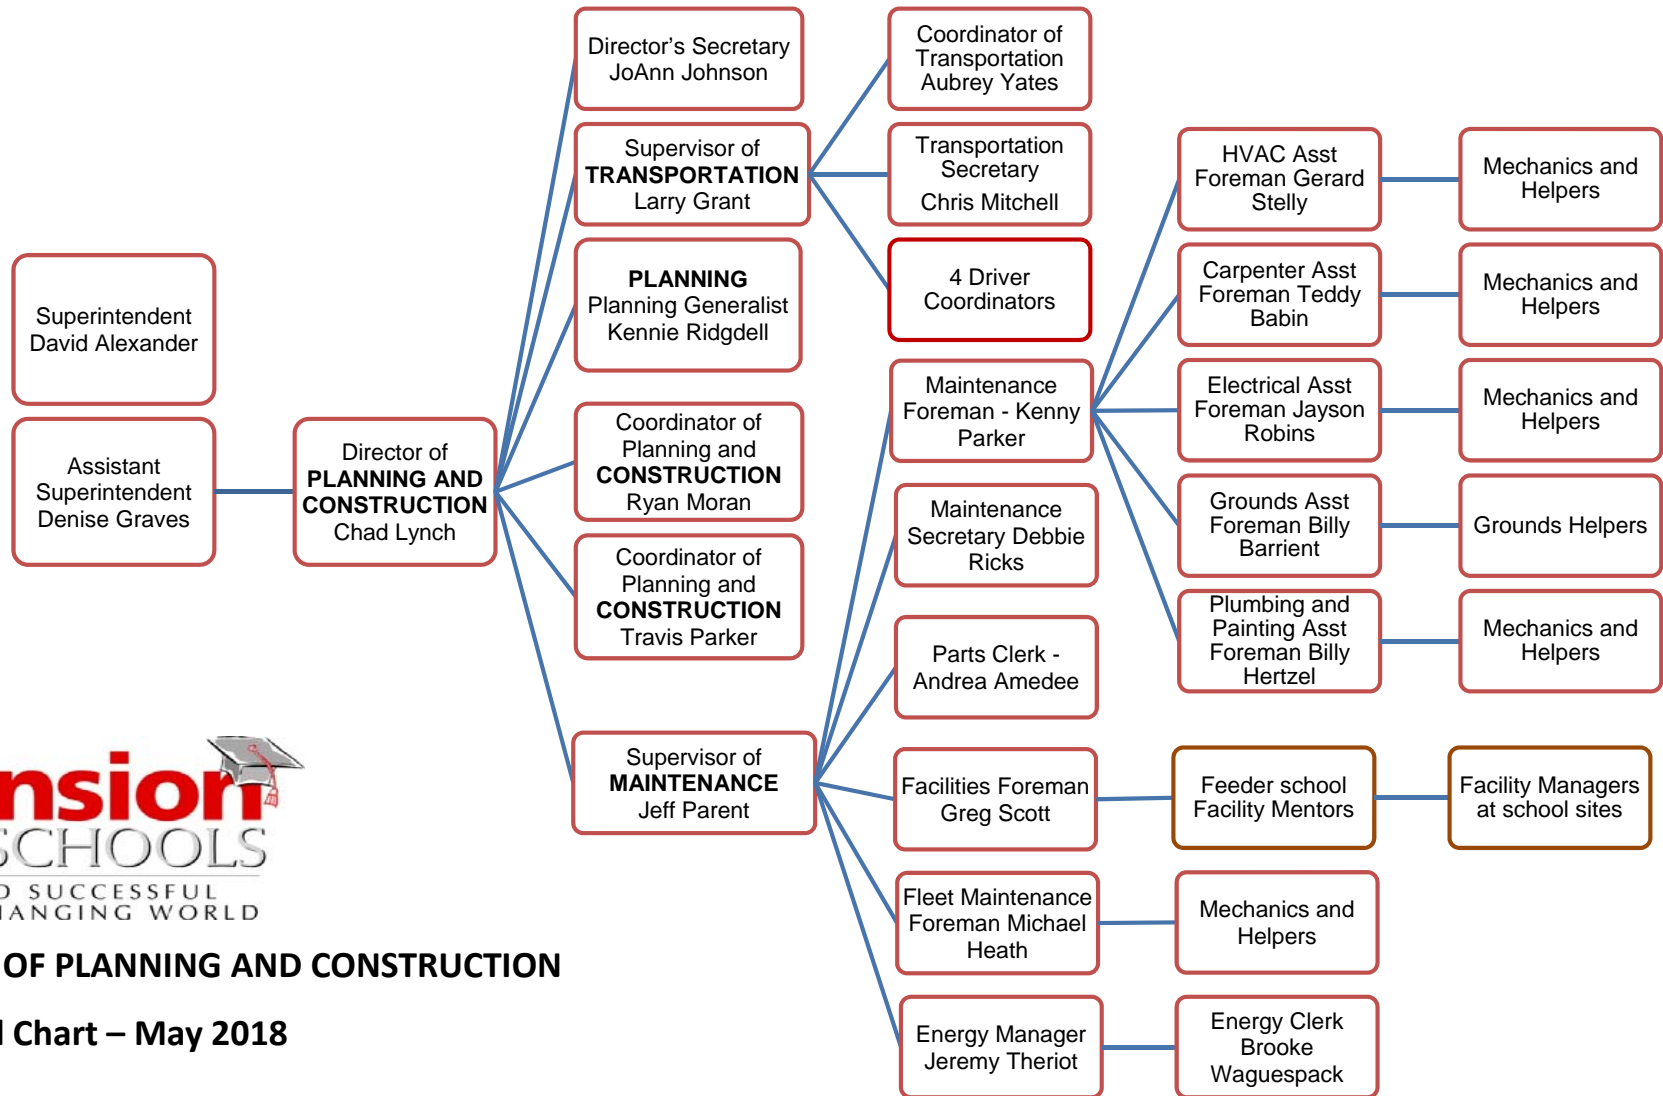 Superintendent
David Alexander
Assistant
Superintendent
Denise Graves
Director of
PLANNING AND
CONSTRUCTION
Chad Lynch
Director’s Secretary
JoAnn Johnson
Supervisor of
TRANSPORTATION
Larry Grant
PLANNING
Planning Generalist
Kennie Ridgdell
Coordinator of
Planning and
CONSTRUCTION
Ryan Moran
Coordinator of
Planning and
CONSTRUCTION
Travis Parker
Supervisor of
MAINTENANCE
Jeff Parent
Coordinator of
Transportation
Aubrey Yates
Transportation
Secretary
Chris Mitchell
4 Driver
Coordinators
Maintenance
Foreman - Kenny
Parker
Maintenance
Secretary Debbie
Ricks
Parts Clerk -
Andrea Amedee
Facilities Foreman
Greg Scott
Fleet Maintenance
Foreman Michael
Heath
Energy Manager
Jeremy Theriot
HVAC Asst
Foreman Gerard
Stelly
Carpenter Asst
Foreman Teddy
Babin
Electrical Asst
Foreman Jayson
Robins
Grounds Asst
Foreman Billy
Barrient
Plumbing and
Painting Asst
Foreman Billy
Hertzel
Feeder school
Facility Mentors
Mechanics and
Helpers
Energy Clerk
Brooke
Waguespack
Mechanics and
Helpers
Mechanics and
Helpers
Mechanics and
Helpers
Grounds Helpers
Mechanics and
Helpers
Facility Managers
at school sites
nsion
SCHOOLS
D SUCCESSFUL
HANGING WORLD
OF PLANNING AND CONSTRUCTION
l Chart – May 2018